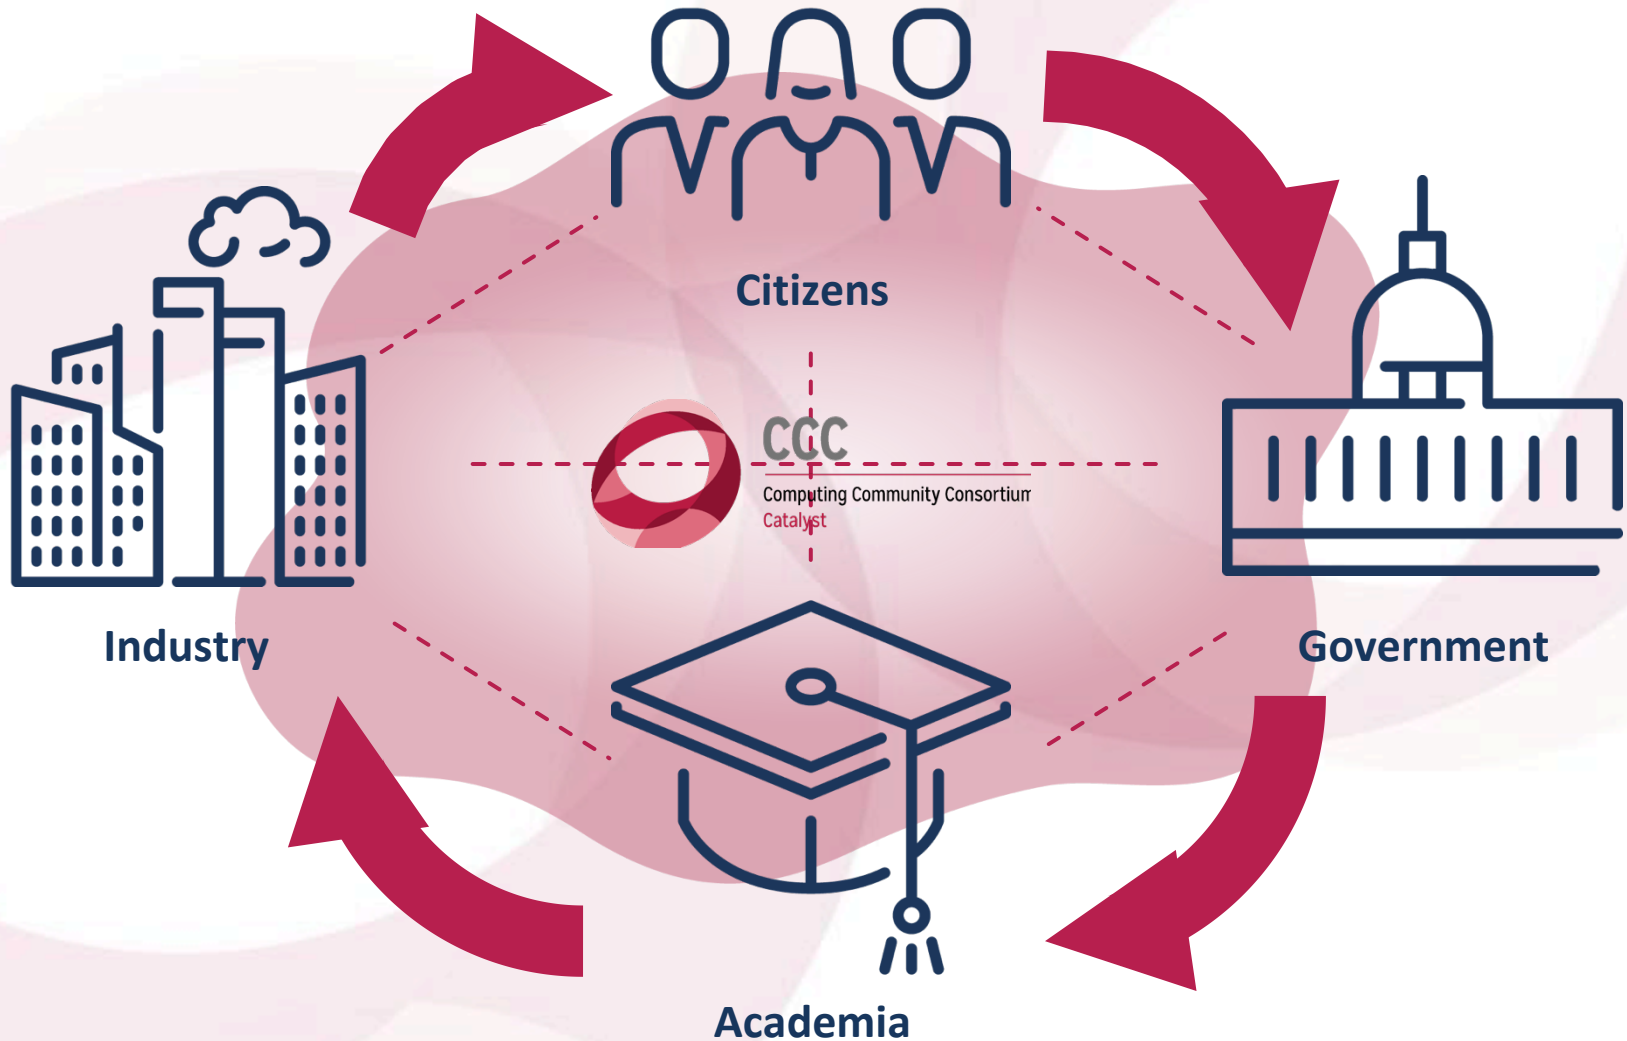 Citizens
CCC
Computing Community Consortium
Catalyst
Industry
Government
Academia